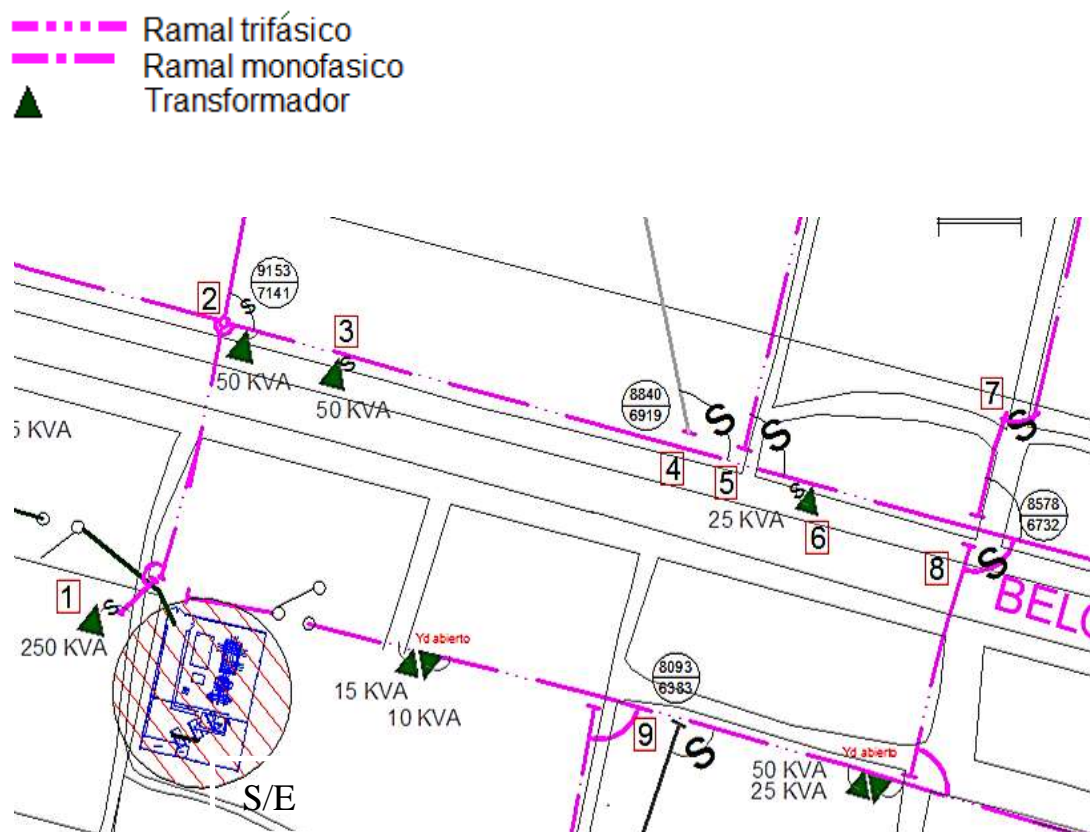 Ramal trifásico
Ramal monofasico
Transformador
9153
7141
2
S
3
S
50 KVA
50 KVA
8840
6919
S
S
7
S
5 KVA
4
5
S
25 KVA
6
8578
6732
8
S
BELO
1
S
250 KVA
Yd abierto
15 KVA
10 KVA
8093
6383
9
S
Yd abierto
50 KVA
25 KVA
S/E